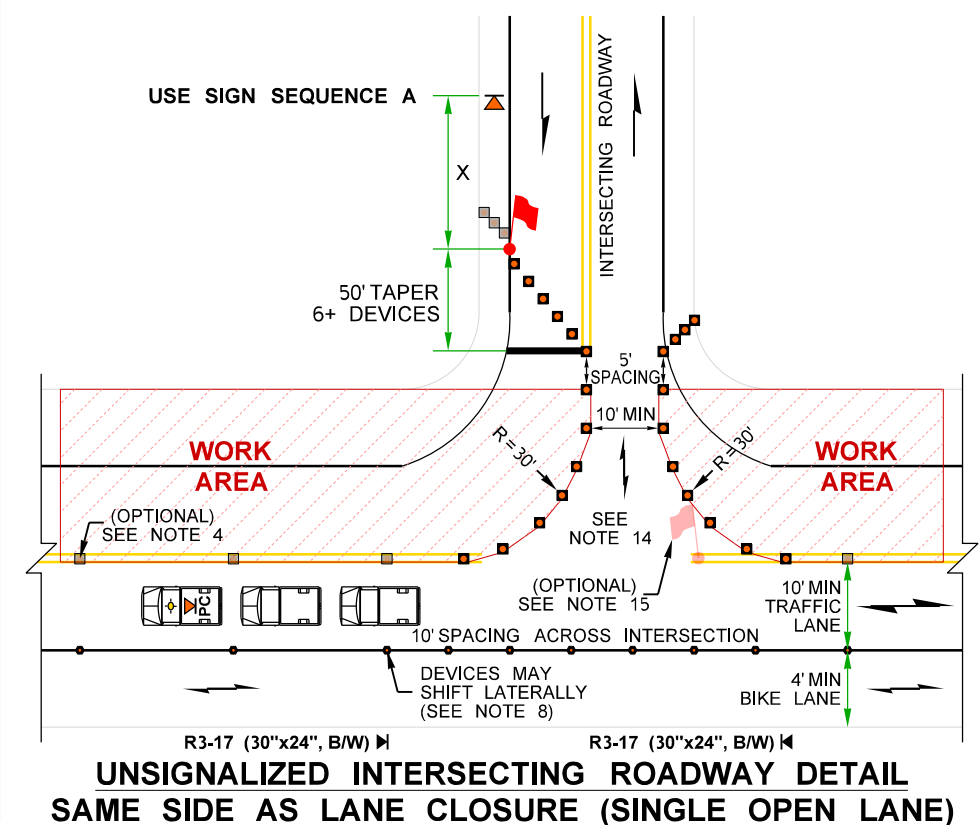 USE SIGN SEQUENCE A
X
INTERSECTING ROADWAY
50' TAPER
6+ DEVICES
5'
SPACING
10' MIN
R = 30'
R = 30'
WORK
AREA
WORK
AREA
(OPTIONAL)
SEE NOTE 4
SEE
NOTE 14
(OPTIONAL)
SEE NOTE 15
10' MIN
TRAFFIC
LANE
PC
10' SPACING ACROSS INTERSECTION
DEVICES MAY
SHIFT LATERALLY
(SEE NOTE 8)
4' MIN
BIKE LANE
R3-17 (30"x24", B/W)
R3-17 (30"x24", B/W)
UNSIGNALIZED INTERSECTING ROADWAY DETAIL
SAME SIDE AS LANE CLOSURE (SINGLE OPEN LANE)